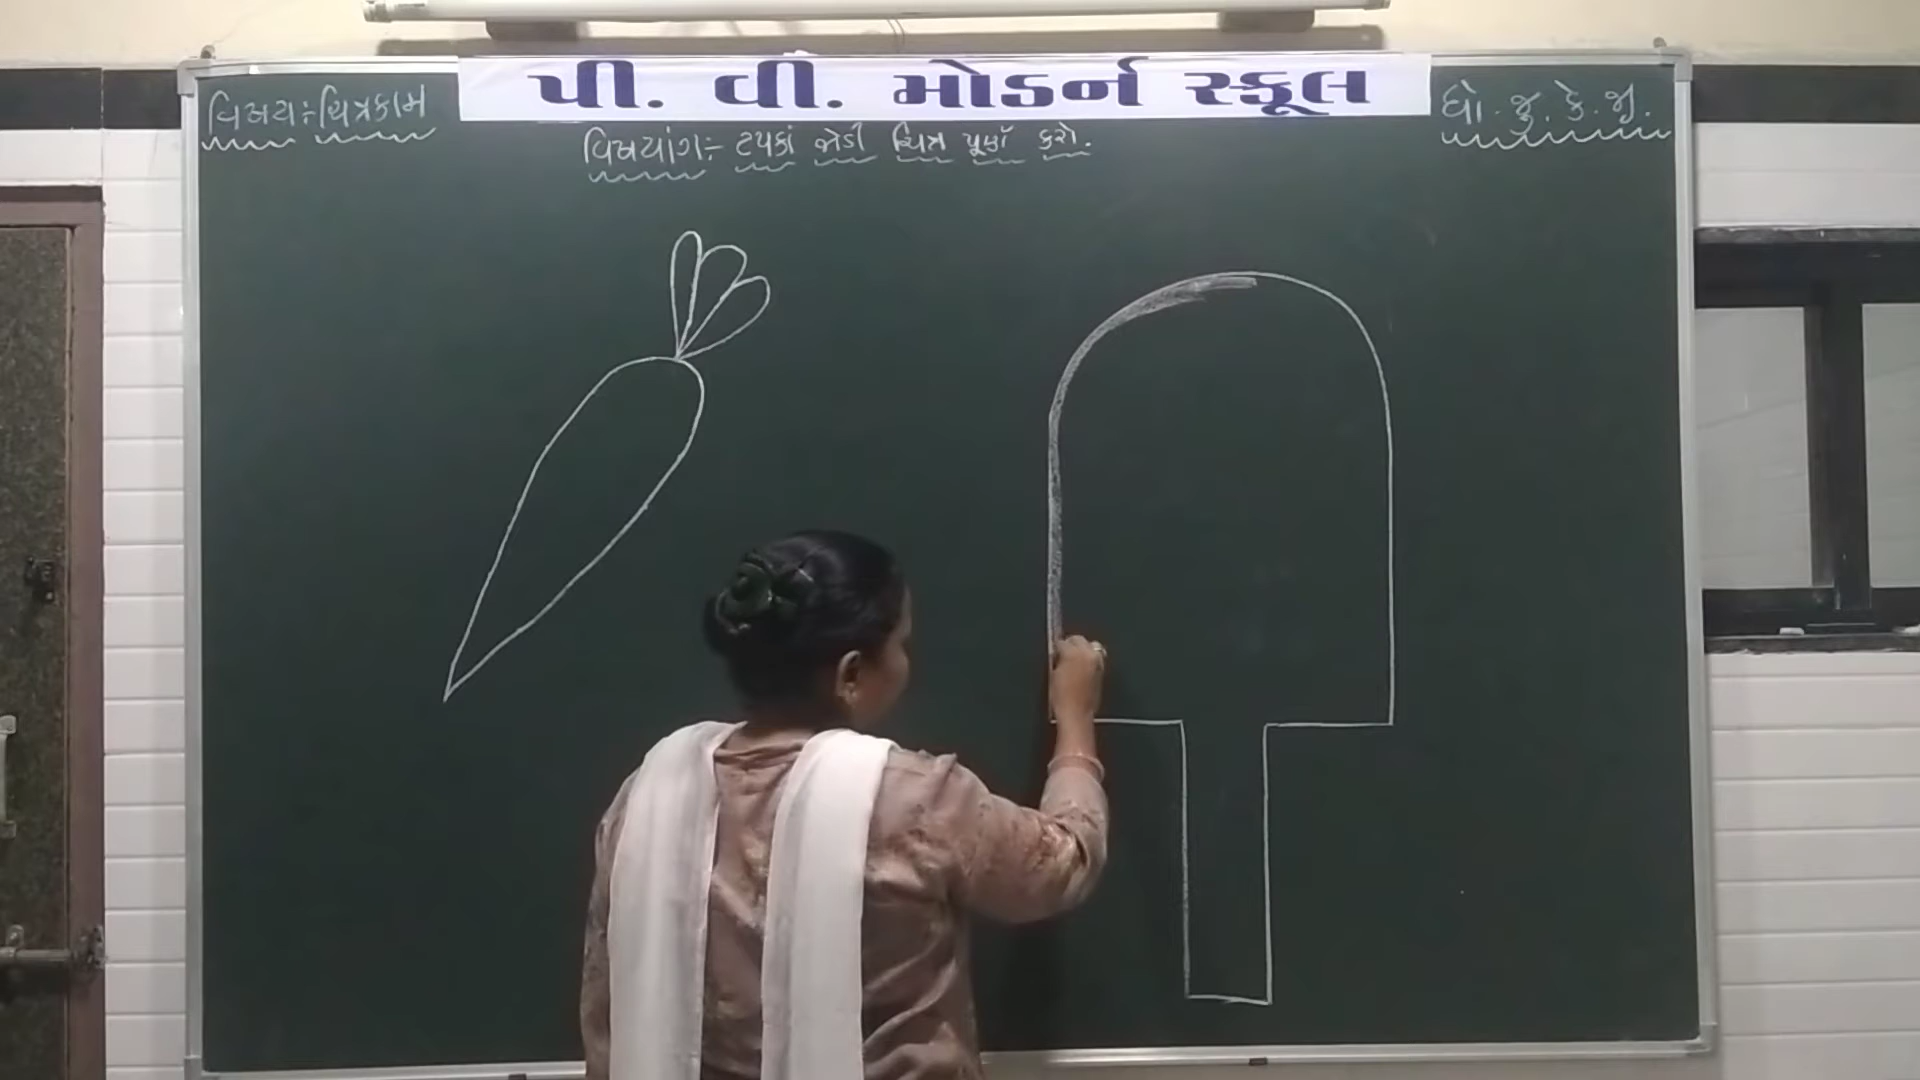 પી. વી. મોડર્ન સ્કૂલ
વિષય:- ચિત્રકામ
ધો. જુ. કે. જી.
વિષયાંગ:- ટપકાં જોડી ચિત્ર પૂર્ણ કરો.